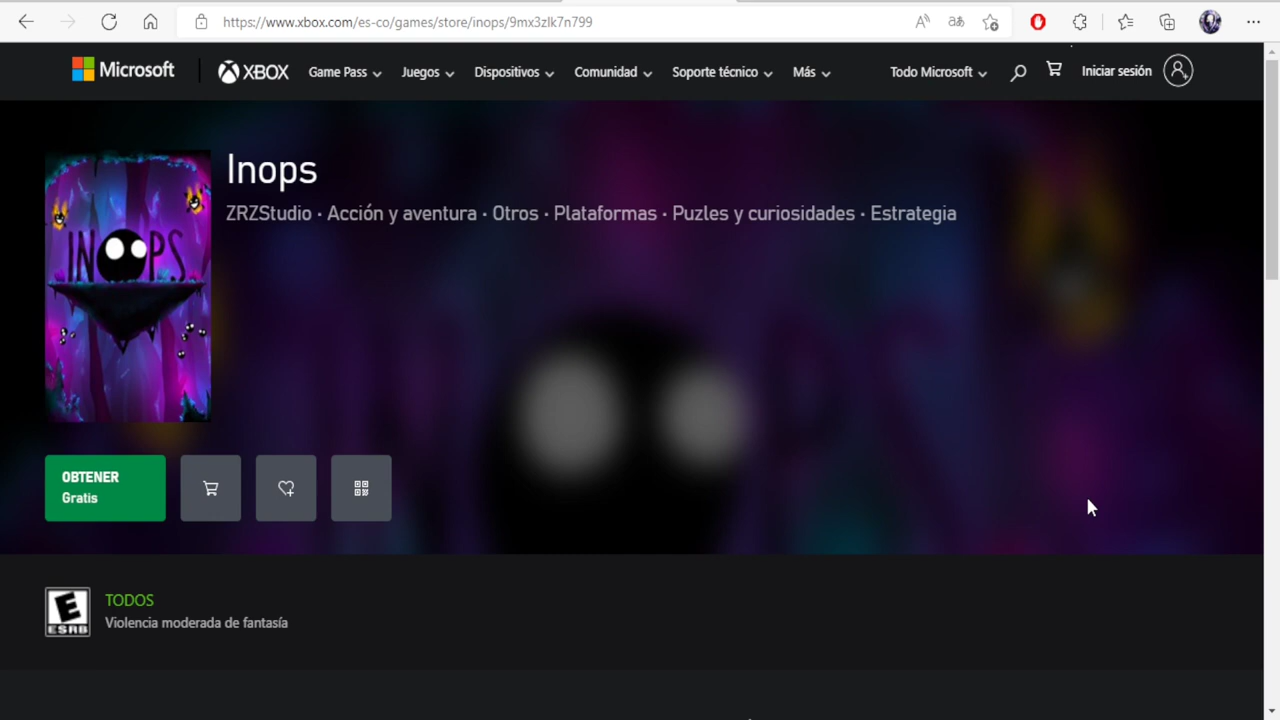 https://www.xbox.com/es-co/games/store/inops/9mx3zlk7n799
Microsoft
XBOX
Game Pass
Juegos
Dispositivos
Comunidad
Soporte técnico
Más
Todo Microsoft
Iniciar sesión
INOPS
Inops
ZRZStudio · Acción y aventura · Otros · Plataformas · Puzles y curiosidades · Estrategia
OBTENER
Gratis
E
ESRB
TODOS
Violencia moderada de fantasía